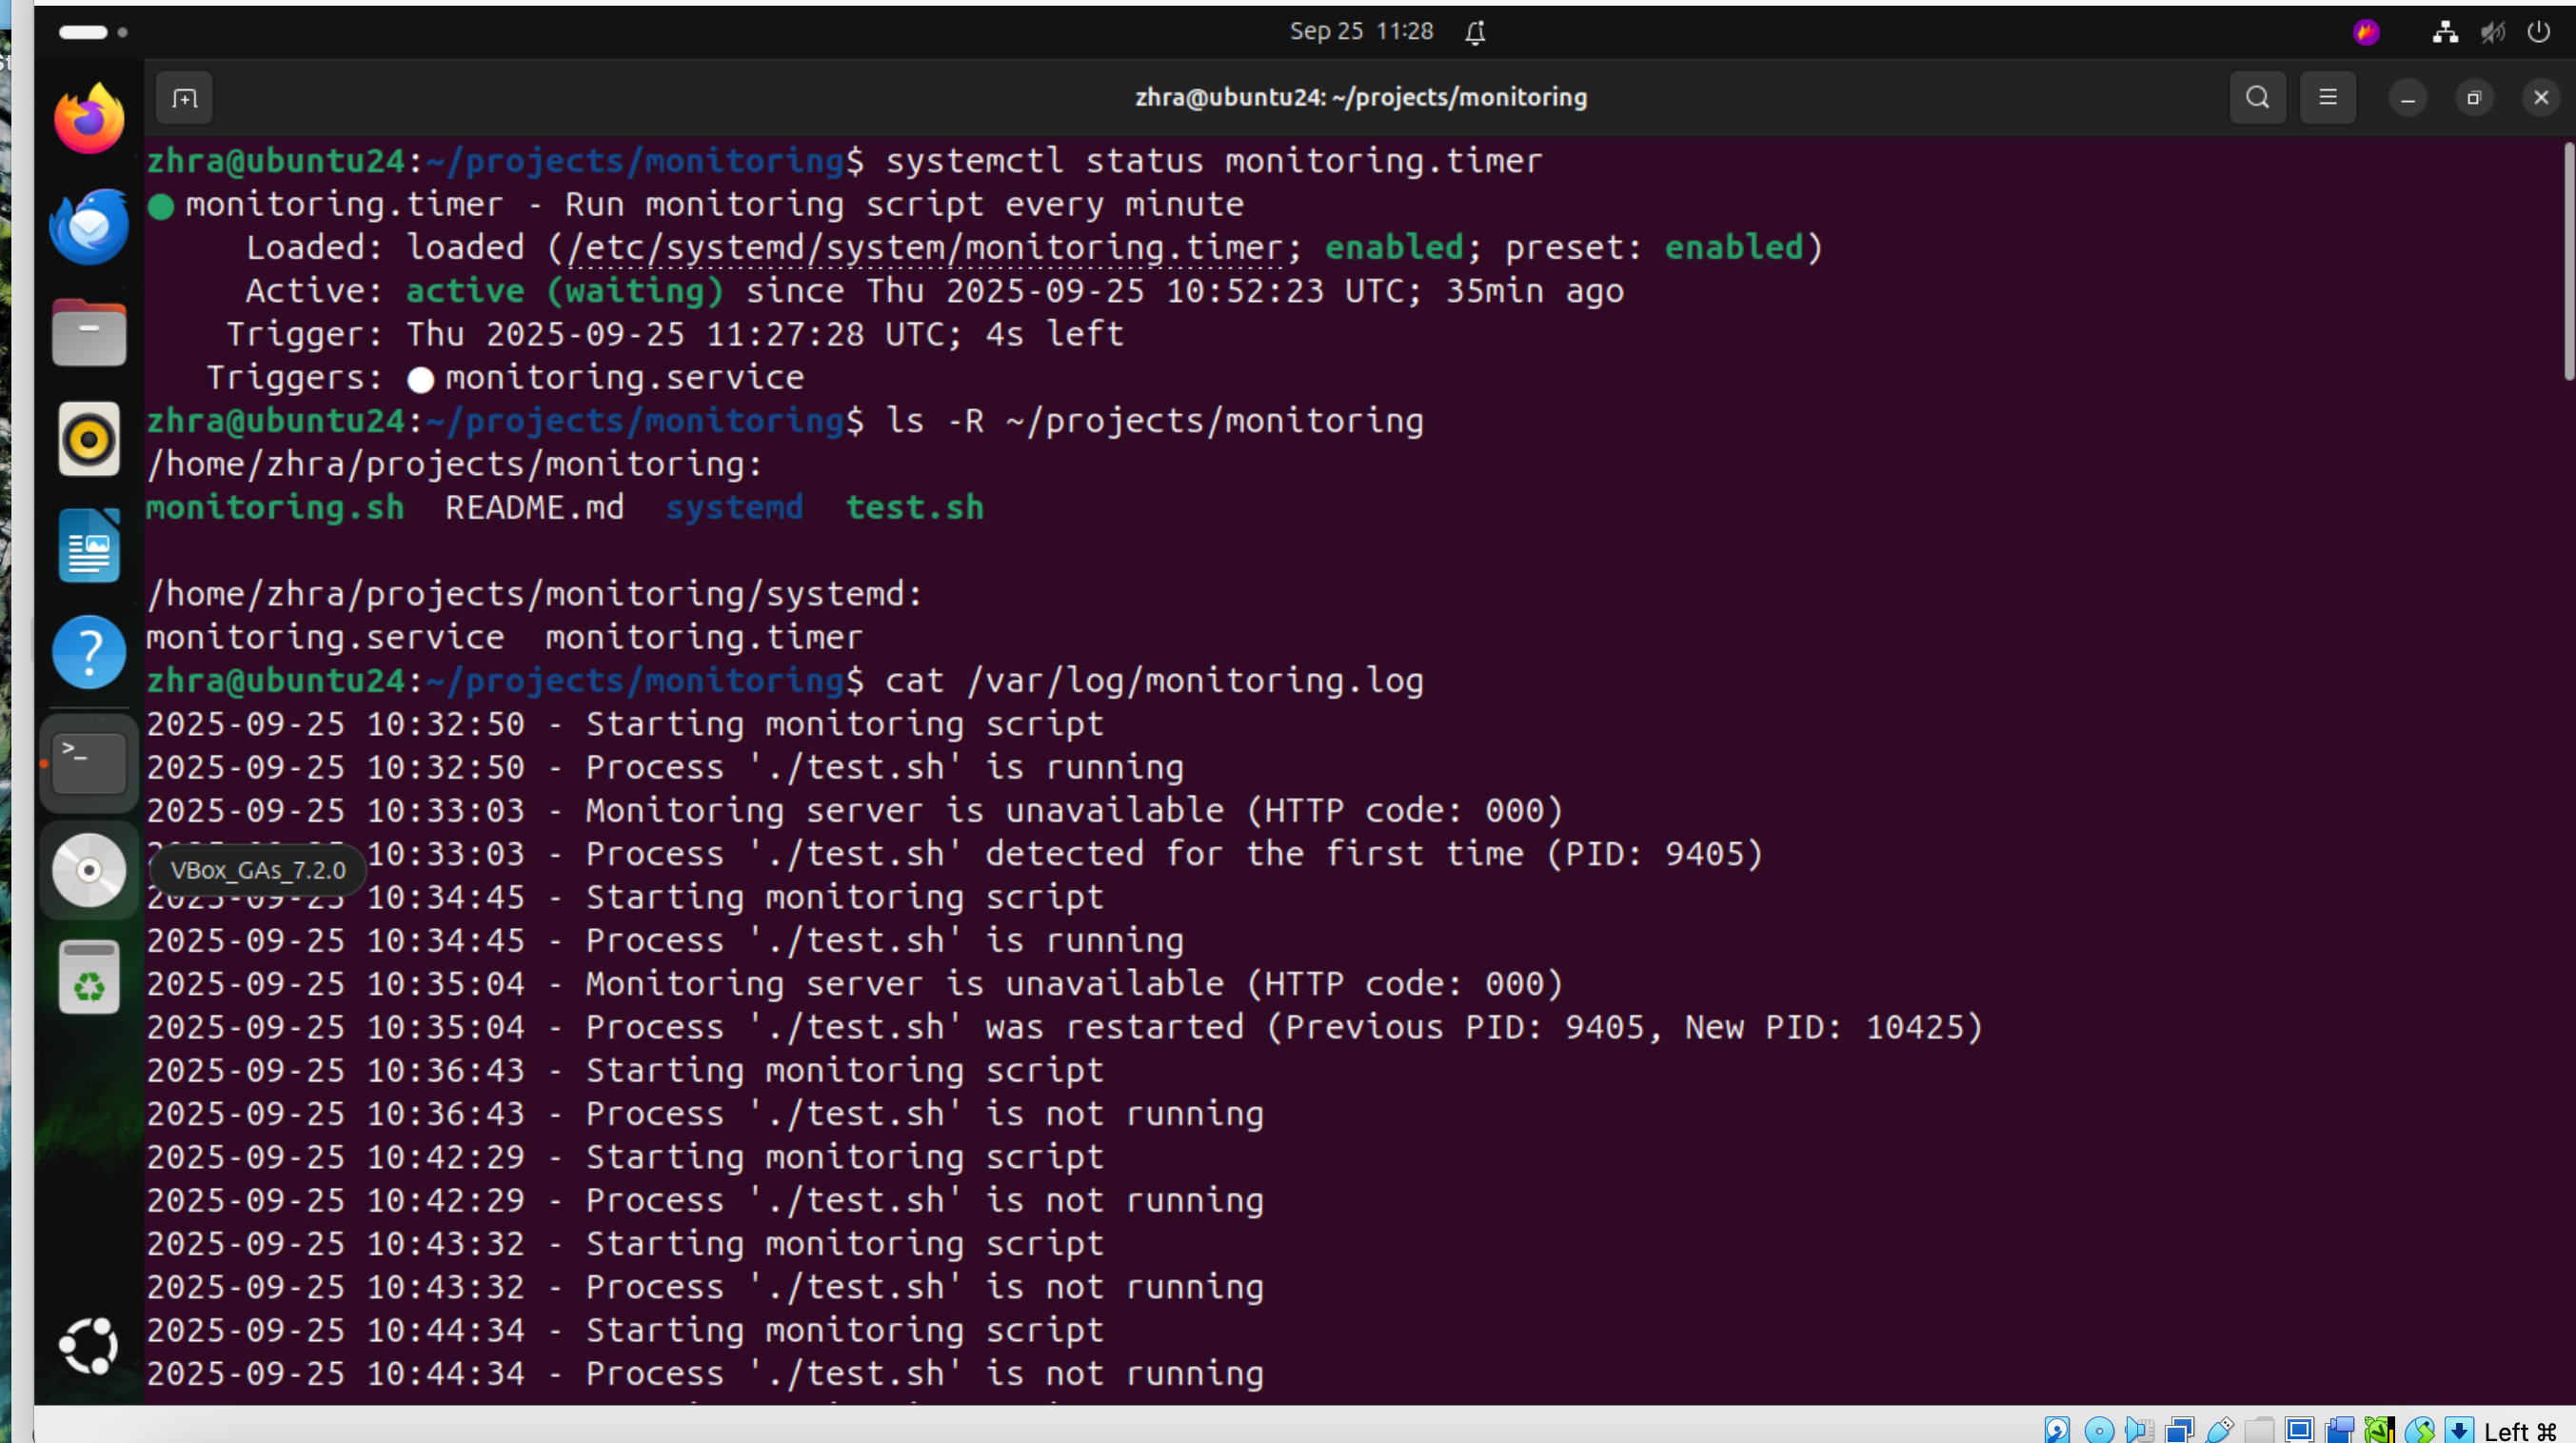 Sep 25 11:28
zhra@ubuntu24: ~/projects/monitoring
zhra@ubuntu24:~/projects/monitoring$ systemctl status monitoring.timer
● monitoring.timer - Run monitoring script every minute
Loaded: loaded (/etc/systemd/system/monitoring.timer; enabled; preset: enabled)
Active: active (waiting) since Thu 2025-09-25 10:52:23 UTC; 35min ago
Trigger: Thu 2025-09-25 11:27:28 UTC; 4s left
Triggers: ● monitoring.service
zhra@ubuntu24:~/projects/monitoring$ ls -R ~/projects/monitoring
/home/zhra/projects/monitoring:
monitoring.sh README.md systemd test.sh
/home/zhra/projects/monitoring/systemd:
monitoring.service monitoring.timer
zhra@ubuntu24:~/projects/monitoring$ cat /var/log/monitoring.log
2025-09-25 10:32:50 - Starting monitoring script
2025-09-25 10:32:50 - Process './test.sh' is running
2025-09-25 10:33:03 - Monitoring server is unavailable (HTTP code: 000)
10:33:03 - Process './test.sh' detected for the first time (PID: 9405)
VBox_GAs_7.2.0
2025-09-25 10:34:45 - Starting monitoring script
2025-09-25 10:34:45 - Process './test.sh' is running
2025-09-25 10:35:04 - Monitoring server is unavailable (HTTP code: 000)
2025-09-25 10:35:04 - Process './test.sh' was restarted (Previous PID: 9405, New PID: 10425)
2025-09-25 10:36:43 - Starting monitoring script
2025-09-25 10:36:43 - Process './test.sh' is not running
2025-09-25 10:42:29 - Starting monitoring script
2025-09-25 10:42:29 - Process './test.sh' is not running
2025-09-25 10:43:32 - Starting monitoring script
2025-09-25 10:43:32 - Process './test.sh' is not running
2025-09-25 10:44:34 - Starting monitoring script
2025-09-25 10:44:34 - Process './test.sh' is not running
Left ⌘